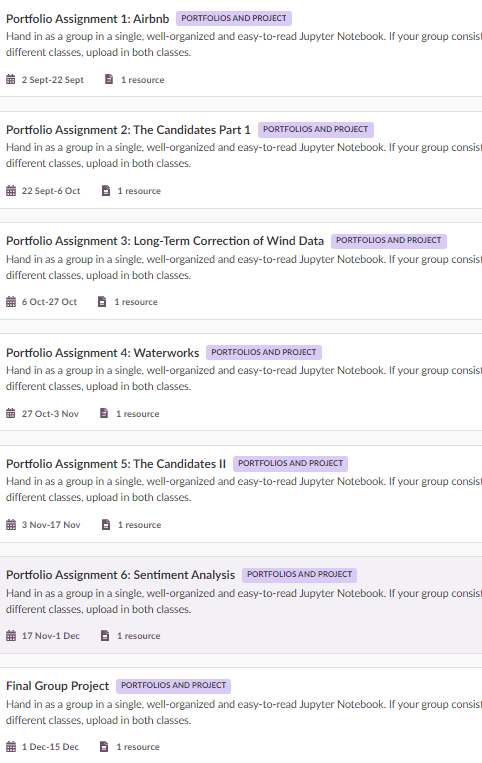 Portfolio Assignment 1: Airbnb PORTFOLIOS AND PROJECT
Hand in as a group in a single, well-organized and easy-to-read Jupyter Notebook. If your group consist
different classes, upload in both classes.
2 Sept-22 Sept 1 resource
Portfolio Assignment 2: The Candidates Part 1 PORTFOLIOS AND PROJECT
Hand in as a group in a single, well-organized and easy-to-read Jupyter Notebook. If your group consist
different classes, upload in both classes.
22 Sept-6 Oct 1 resource
Portfolio Assignment 3: Long-Term Correction of Wind Data PORTFOLIOS AND PROJECT
Hand in as a group in a single, well-organized and easy-to-read Jupyter Notebook. If your group consist
different classes, upload in both classes.
6 Oct-27 Oct 1 resource
Portfolio Assignment 4: Waterworks PORTFOLIOS AND PROJECT
Hand in as a group in a single, well-organized and easy-to-read Jupyter Notebook. If your group consist
different classes, upload in both classes.
27 Oct-3 Nov 1 resource
Portfolio Assignment 5: The Candidates II PORTFOLIOS AND PROJECT
Hand in as a group in a single, well-organized and easy-to-read Jupyter Notebook. If your group consist
different classes, upload in both classes.
3 Nov-17 Nov 1 resource
Portfolio Assignment 6: Sentiment Analysis PORTFOLIOS AND PROJECT
Hand in as a group in a single, well-organized and easy-to-read Jupyter Notebook. If your group consist
different classes, upload in both classes.
17 Nov-1 Dec 1 resource
Final Group Project PORTFOLIOS AND PROJECT
Hand in as a group in a single, well-organized and easy-to-read Jupyter Notebook. If your group consist
different classes, upload in both classes.
1 Dec-15 Dec 1 resource